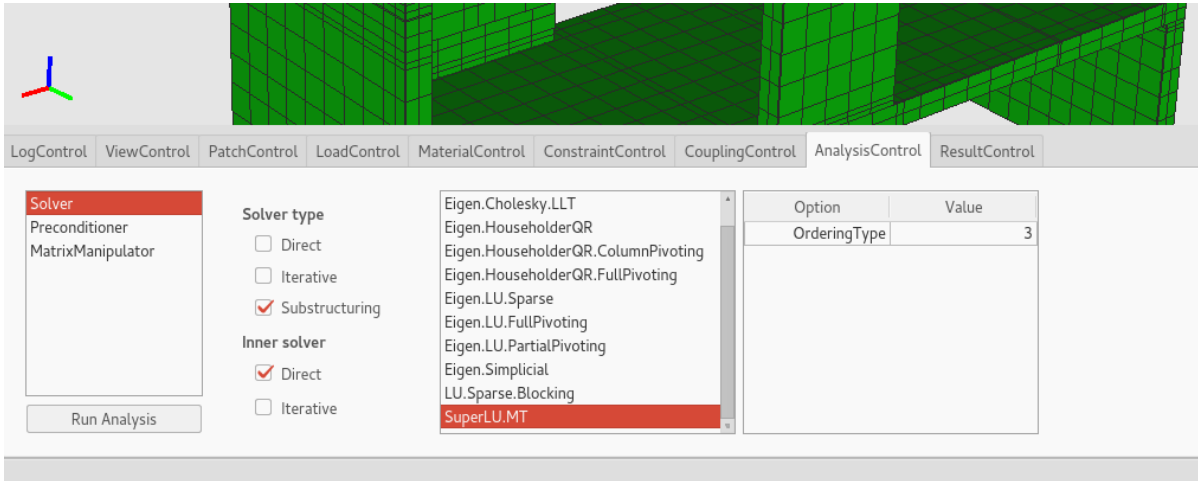 LogControl ViewControl PatchControl LoadControl MaterialControl ConstraintControl CouplingControl AnalysisControl ResultControl
Solver
Preconditioner
MatrixManipulator
Run Analysis
Solver type
Direct
Iterative
Substructuring
Inner solver
Direct
Iterative
Eigen.Cholesky.LLT
Eigen.HouseholderQR
Eigen.HouseholderQR.ColumnPivoting
Eigen.HouseholderQR.FullPivoting
Eigen.LU.Sparse
Eigen.LU.FullPivoting
Eigen.LU.PartialPivoting
Eigen.Simplicial
LU.Sparse.Blocking
SuperLU.MT
Option Value
OrderingType 3